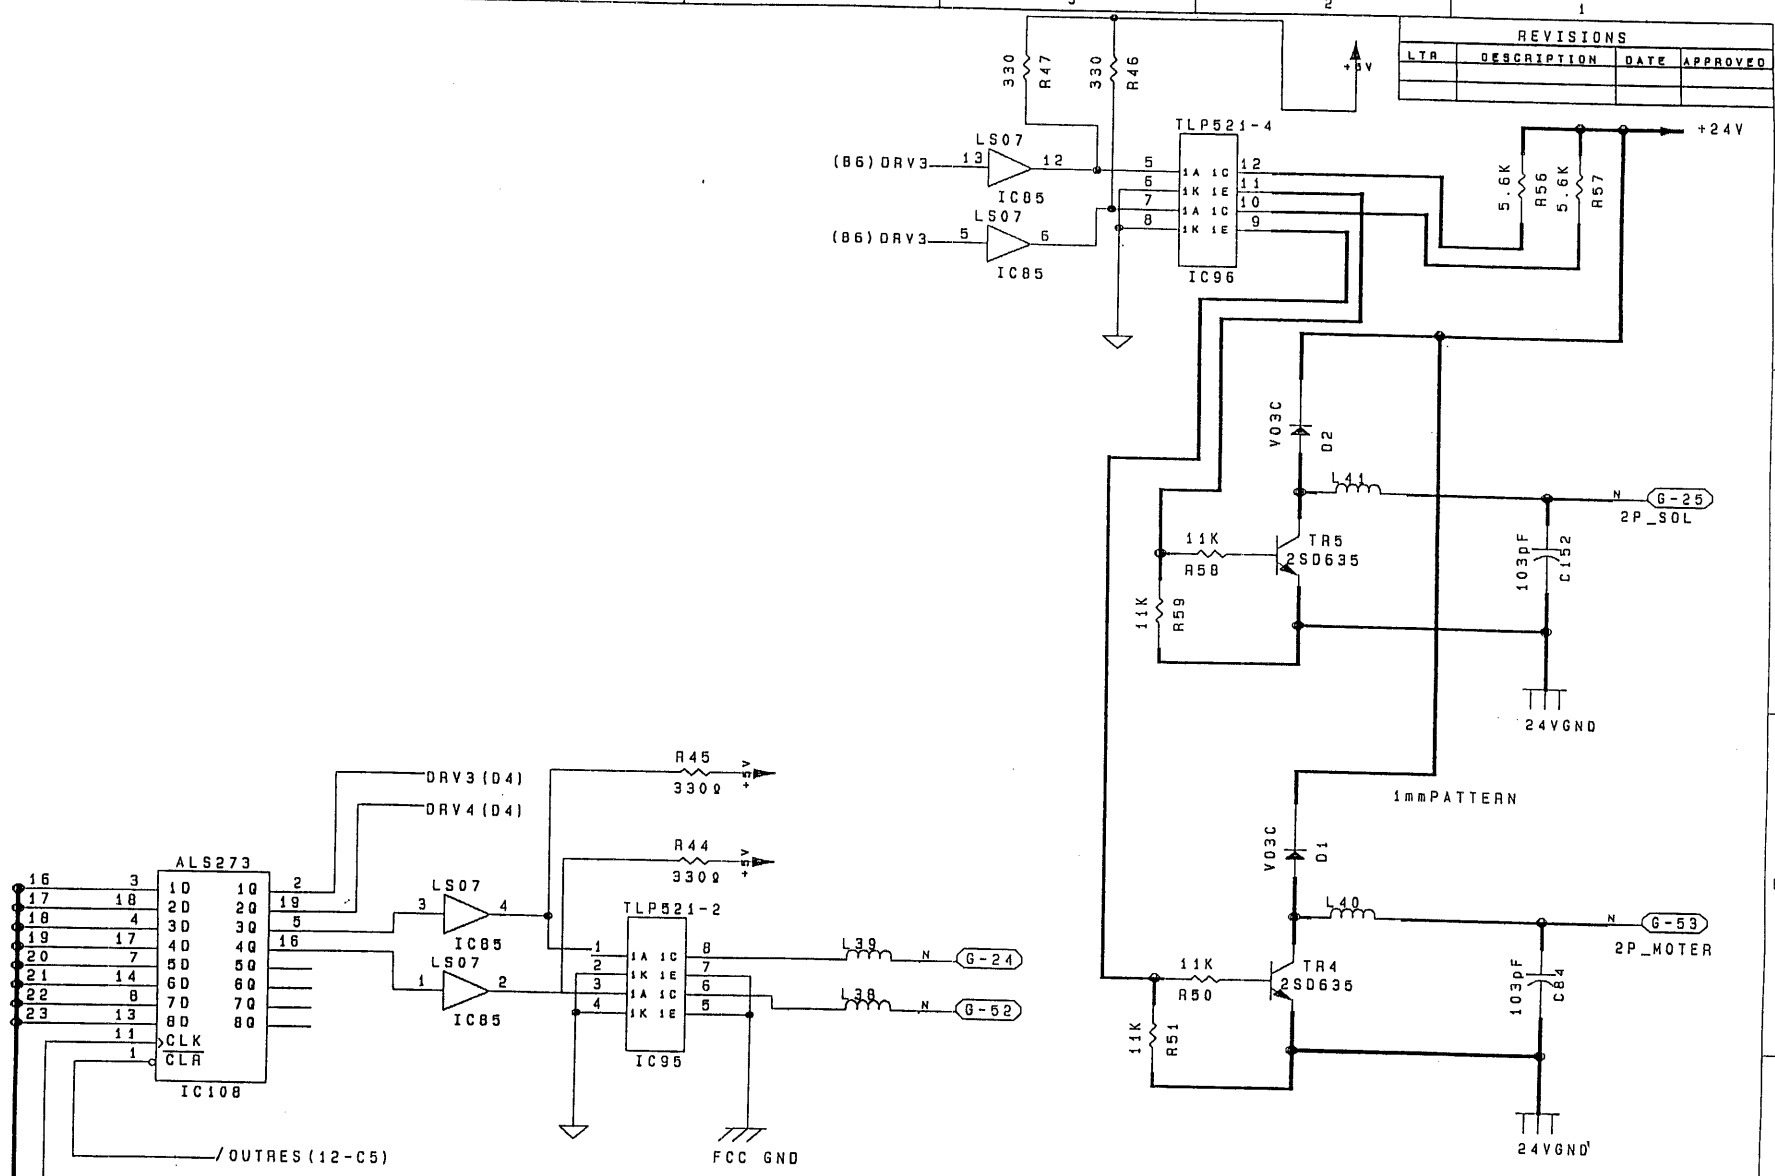 2
1
REVISIONS
LTR DESCRIPTION DATE APPROVED
330
R47
330
R46
+5V
TLP521-4
+24V
(B6)DRV3
13
LS07
12
IC85
5
6
7
8
1A 1C
1K 1E
1A 1C
1K 1E
12
11
10
9
IC96
5.6K
R56
5.6K
R57
(B6)DRV3
5
LS07
6
IC85
V03C
D2
L41
N
G-25
2P_SOL
11K
R58
TR5
2SD635
11K
R59
103pF
C152
24VGND
1mmPATTERN
DRV3(D4)
DRV4(D4)
R45
330Ω
+5V
R44
330Ω
+5V
ALS273
16 3 1D 1Q 2
17 18 2D 2Q 19
18 4 3D 3Q 5
19 17 4D 4Q 16
20 7 5D 5Q
21 14 6D 6Q
22 8 7D 7Q
23 13 8D 8Q
11 CLK
1 CLR
IC108
/OUTRES(12-C5)
LS07
3 4
IC85
LS07
1 2
IC85
TLP521-2
1 1A 1C 8
2 1K 1E 7
3 1A 1C 6
4 1K 1E 5
IC95
L39
N
G-24
L38
N
G-52
FCC GND
V03C
D1
L40
N
G-53
2P_MOTER
11K
R50
TR4
2SD635
11K
R51
103pF
C84
24VGND